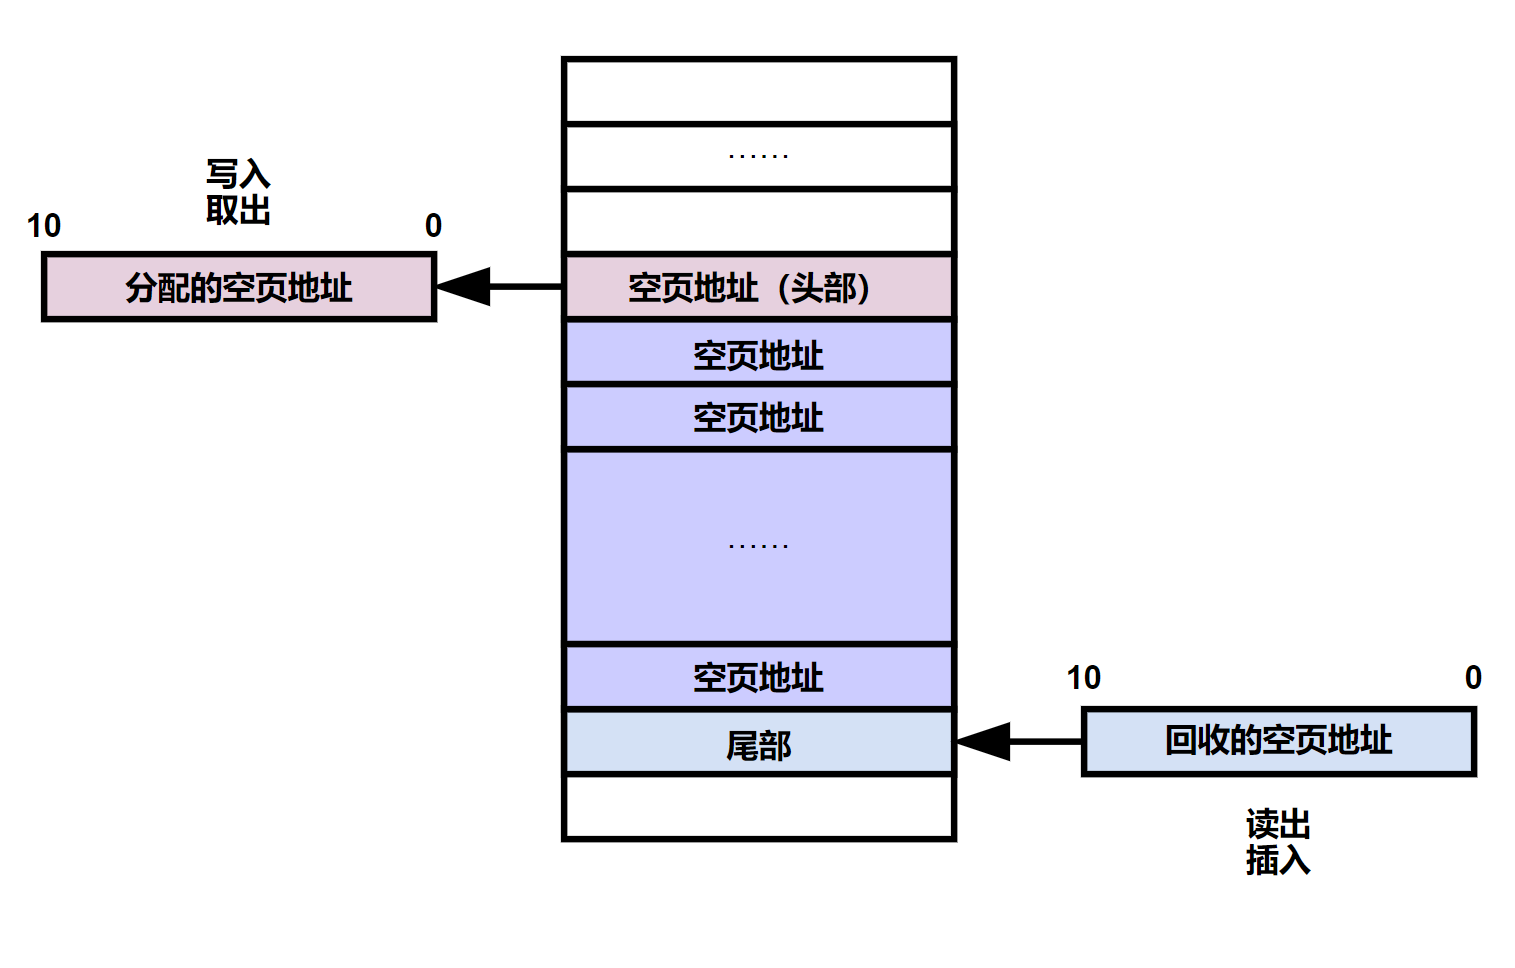 ……
写入
取出
10
0
分配的空页地址
空页地址（头部）
空页地址
空页地址
……
空页地址
10
0
尾部
回收的空页地址
读出
插入